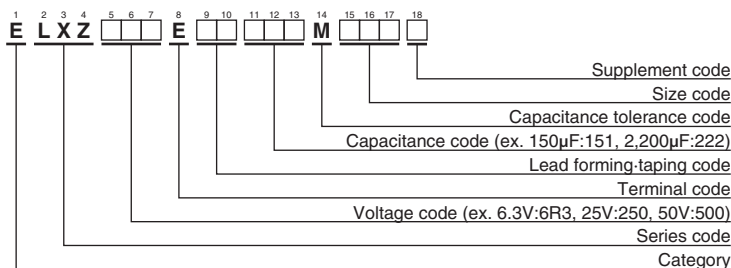 1 2 3 4 5 6 7 8 9 10 11 12 13 14 15 16 17 18
E L X Z E M
Supplement code
Size code
Capacitance tolerance code
Capacitance code (ex. 150µF:151, 2,200µF:222)
Lead forming·taping code
Terminal code
Voltage code (ex. 6.3V:6R3, 25V:250, 50V:500)
Series code
Category